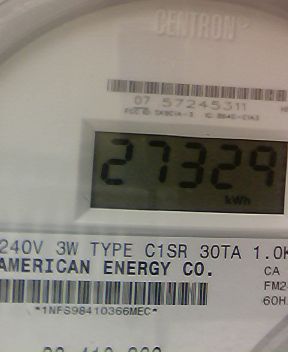 CENTRON®
07 57245311
27329
kWh
240V 3W TYPE C1SR 30TA 1.0K
AMERICAN ENERGY CO.
CA
FM2
60H
*1NFS98410366MEC*